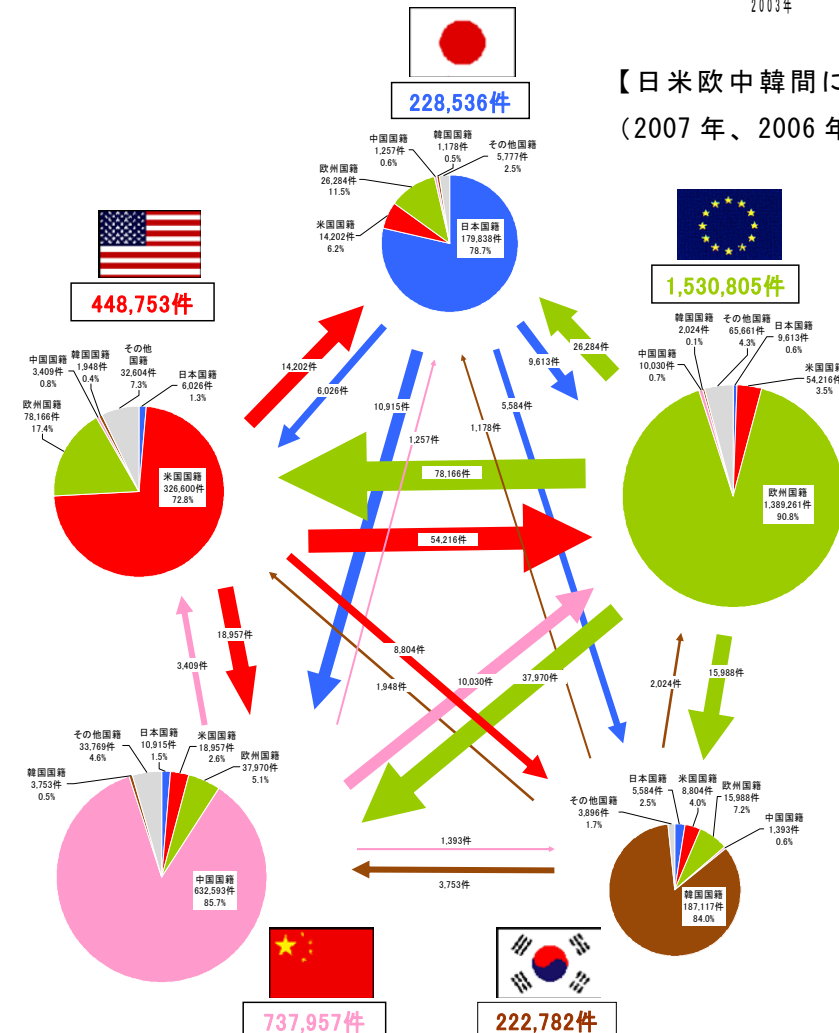 2003年
【日米欧中韓間に
（2007 年、2006 年
228,536件
中国国籍
1,257件
0.6%
韓国国籍
1,178件
0.5%
その他国籍
5,777件
2.5%
欧州国籍
26,284件
11.5%
米国国籍
14,202件
6.2%
日本国籍
179,838件
78.7%
448,753件
中国国籍
3,409件
0.8%
韓国国籍
1,948件
0.4%
その他
国籍
32,604件
7.3%
日本国籍
6,026件
1.3%
欧州国籍
78,166件
17.4%
米国国籍
326,600件
72.8%
1,530,805件
韓国国籍
2,024件
0.1%
その他国籍
65,661件
4.3%
日本国籍
9,613件
0.6%
中国国籍
10,030件
0.7%
米国国籍
54,216件
3.5%
欧州国籍
1,389,261件
90.8%
14,202件
6,026件
10,915件
1,257件
1,178件
5,584件
9,613件
26,284件
78,166件
54,216件
18,957件
3,409件
8,804件
1,948件
10,030件
37,970件
2,024件
15,988件
1,393件
3,753件
その他国籍
33,769件
4.6%
日本国籍
10,915件
1.5%
米国国籍
18,957件
2.6%
欧州国籍
37,970件
5.1%
韓国国籍
3,753件
0.5%
中国国籍
632,593件
85.7%
737,957件
その他国籍
3,896件
1.7%
日本国籍
5,584件
2.5%
米国国籍
8,804件
4.0%
欧州国籍
15,988件
7.2%
中国国籍
1,393件
0.6%
韓国国籍
187,117件
84.0%
222,782件